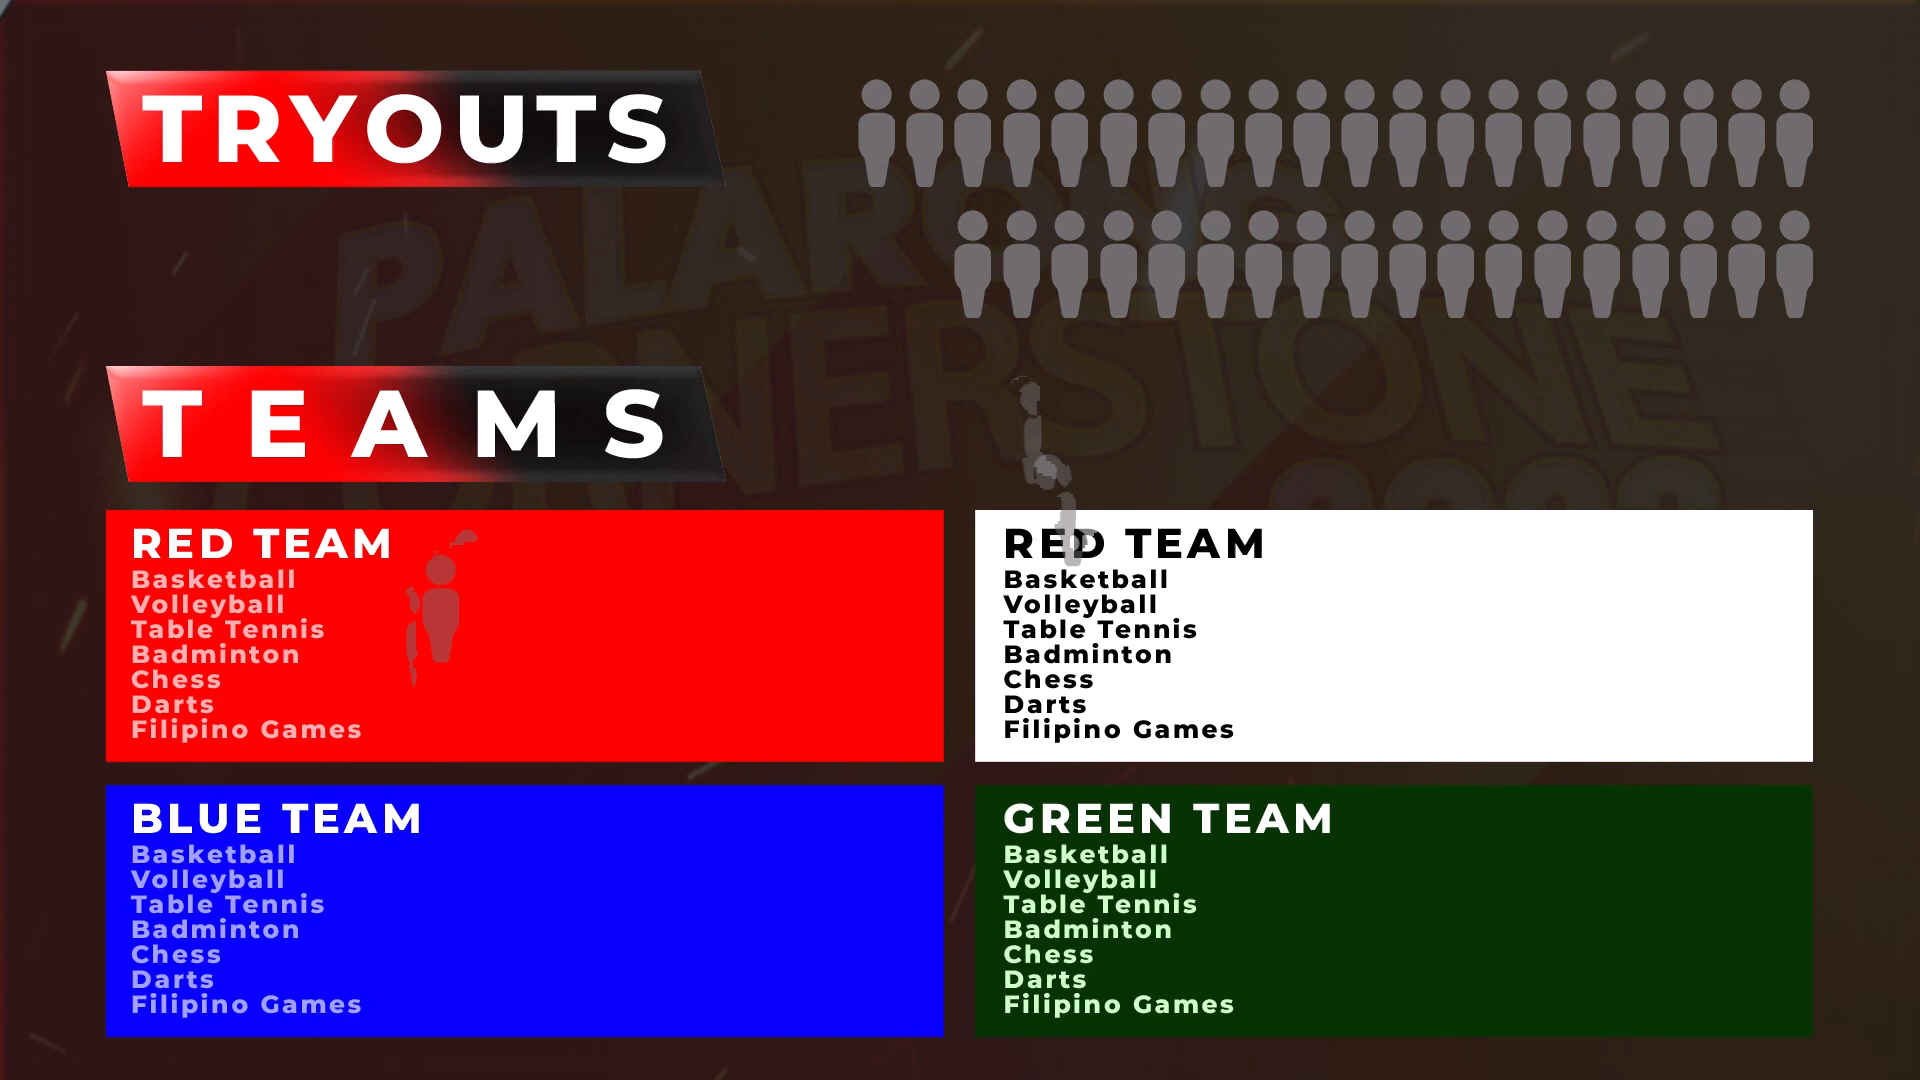 TRYOUTS
PALARONG
CORNERSTONE
TEAMS
RED TEAM
Basketball
Volleyball
Table Tennis
Badminton
Chess
Darts
Filipino Games
RED TEAM
Basketball
Volleyball
Table Tennis
Badminton
Chess
Darts
Filipino Games
BLUE TEAM
Basketball
Volleyball
Table Tennis
Badminton
Chess
Darts
Filipino Games
GREEN TEAM
Basketball
Volleyball
Table Tennis
Badminton
Chess
Darts
Filipino Games